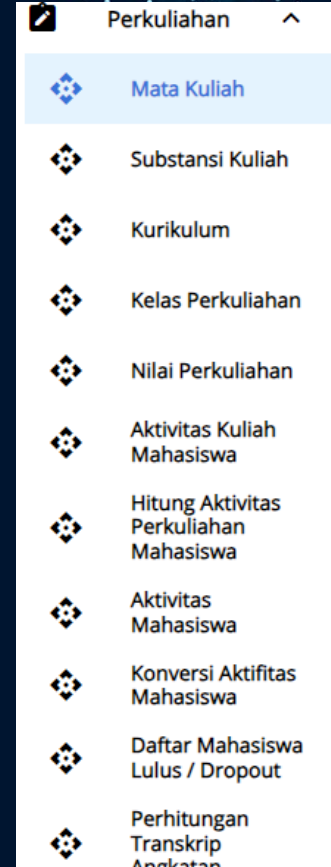 Perkuliahan
Mata Kuliah
Substansi Kuliah
Kurikulum
Kelas Perkuliahan
Nilai Perkuliahan
Aktivitas Kuliah
Mahasiswa
Hitung Aktivitas
Perkuliahan
Mahasiswa
Aktivitas
Mahasiswa
Konversi Aktifitas
Mahasiswa
Daftar Mahasiswa
Lulus / Dropout
Perhitungan
Transkrip
Angkatan